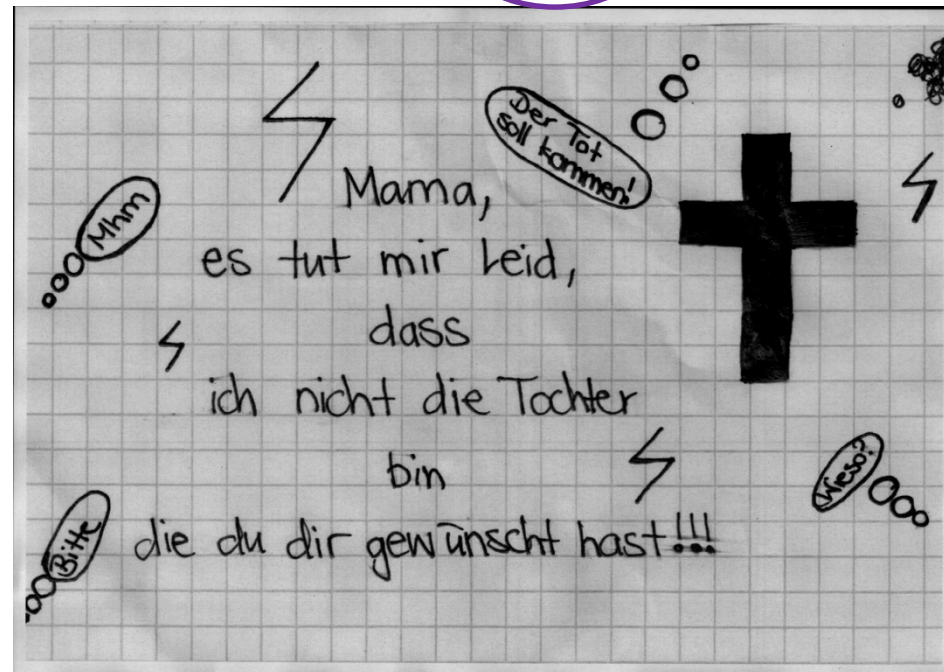 Der Tot
soll kommen!
Mhm
Mama,
es tut mir Leid,
dass
ich nicht die Tochter
bin
die du dir gewünscht hast!!!
Wieso?
Bitte